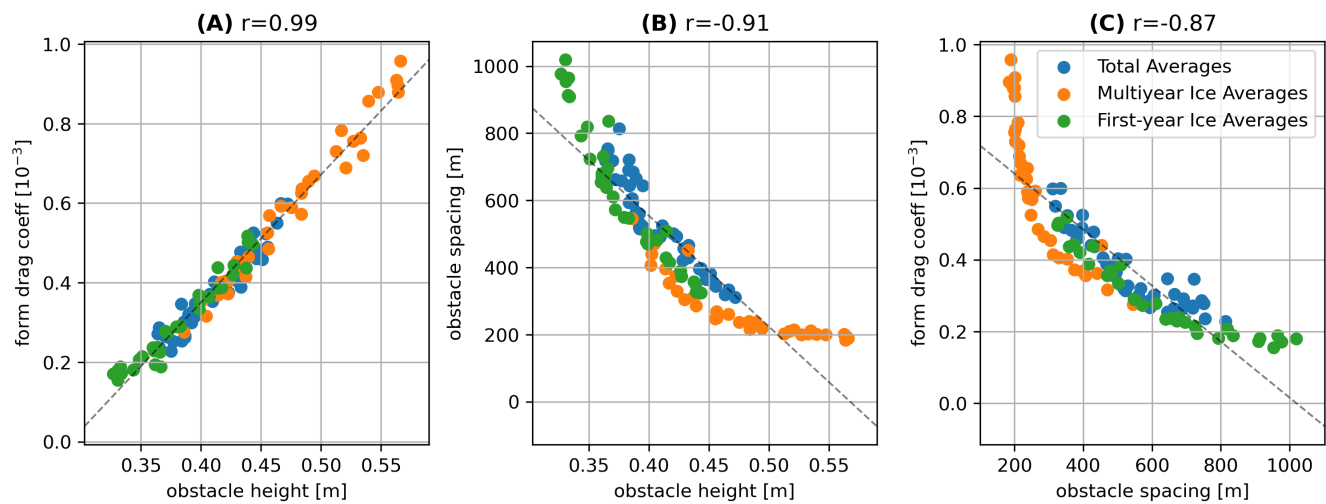 (A) r=0.99
form drag coeff [10⁻³]
1.0
0.8
0.6
0.4
0.2
0.0
0.35 0.40 0.45 0.50 0.55
obstacle height [m]
(B) r=-0.91
obstacle spacing [m]
1000
800
600
400
200
0
0.35 0.40 0.45 0.50 0.55
obstacle height [m]
(C) r=-0.87
form drag coeff [10⁻³]
1.0
0.8
0.6
0.4
0.2
0.0
Total Averages
Multiyear Ice Averages
First-year Ice Averages
200 400 600 800 1000
obstacle spacing [m]